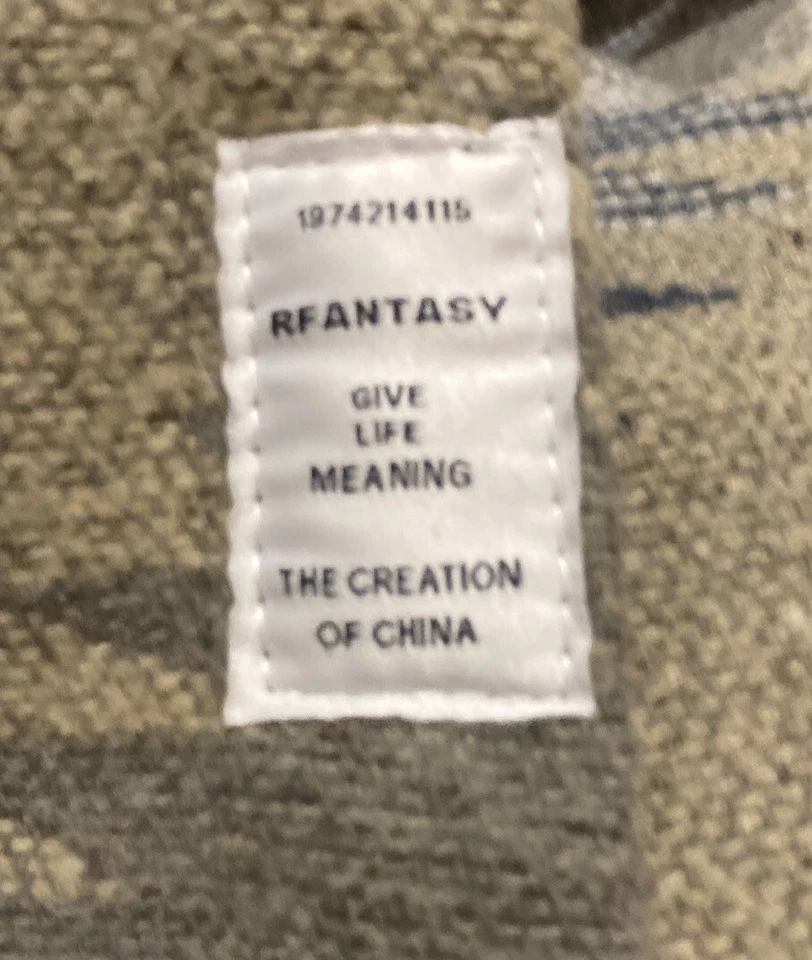 1974214115
RFANTASY
GIVE
LIFE
MEANING
THE CREATION
OF CHINA